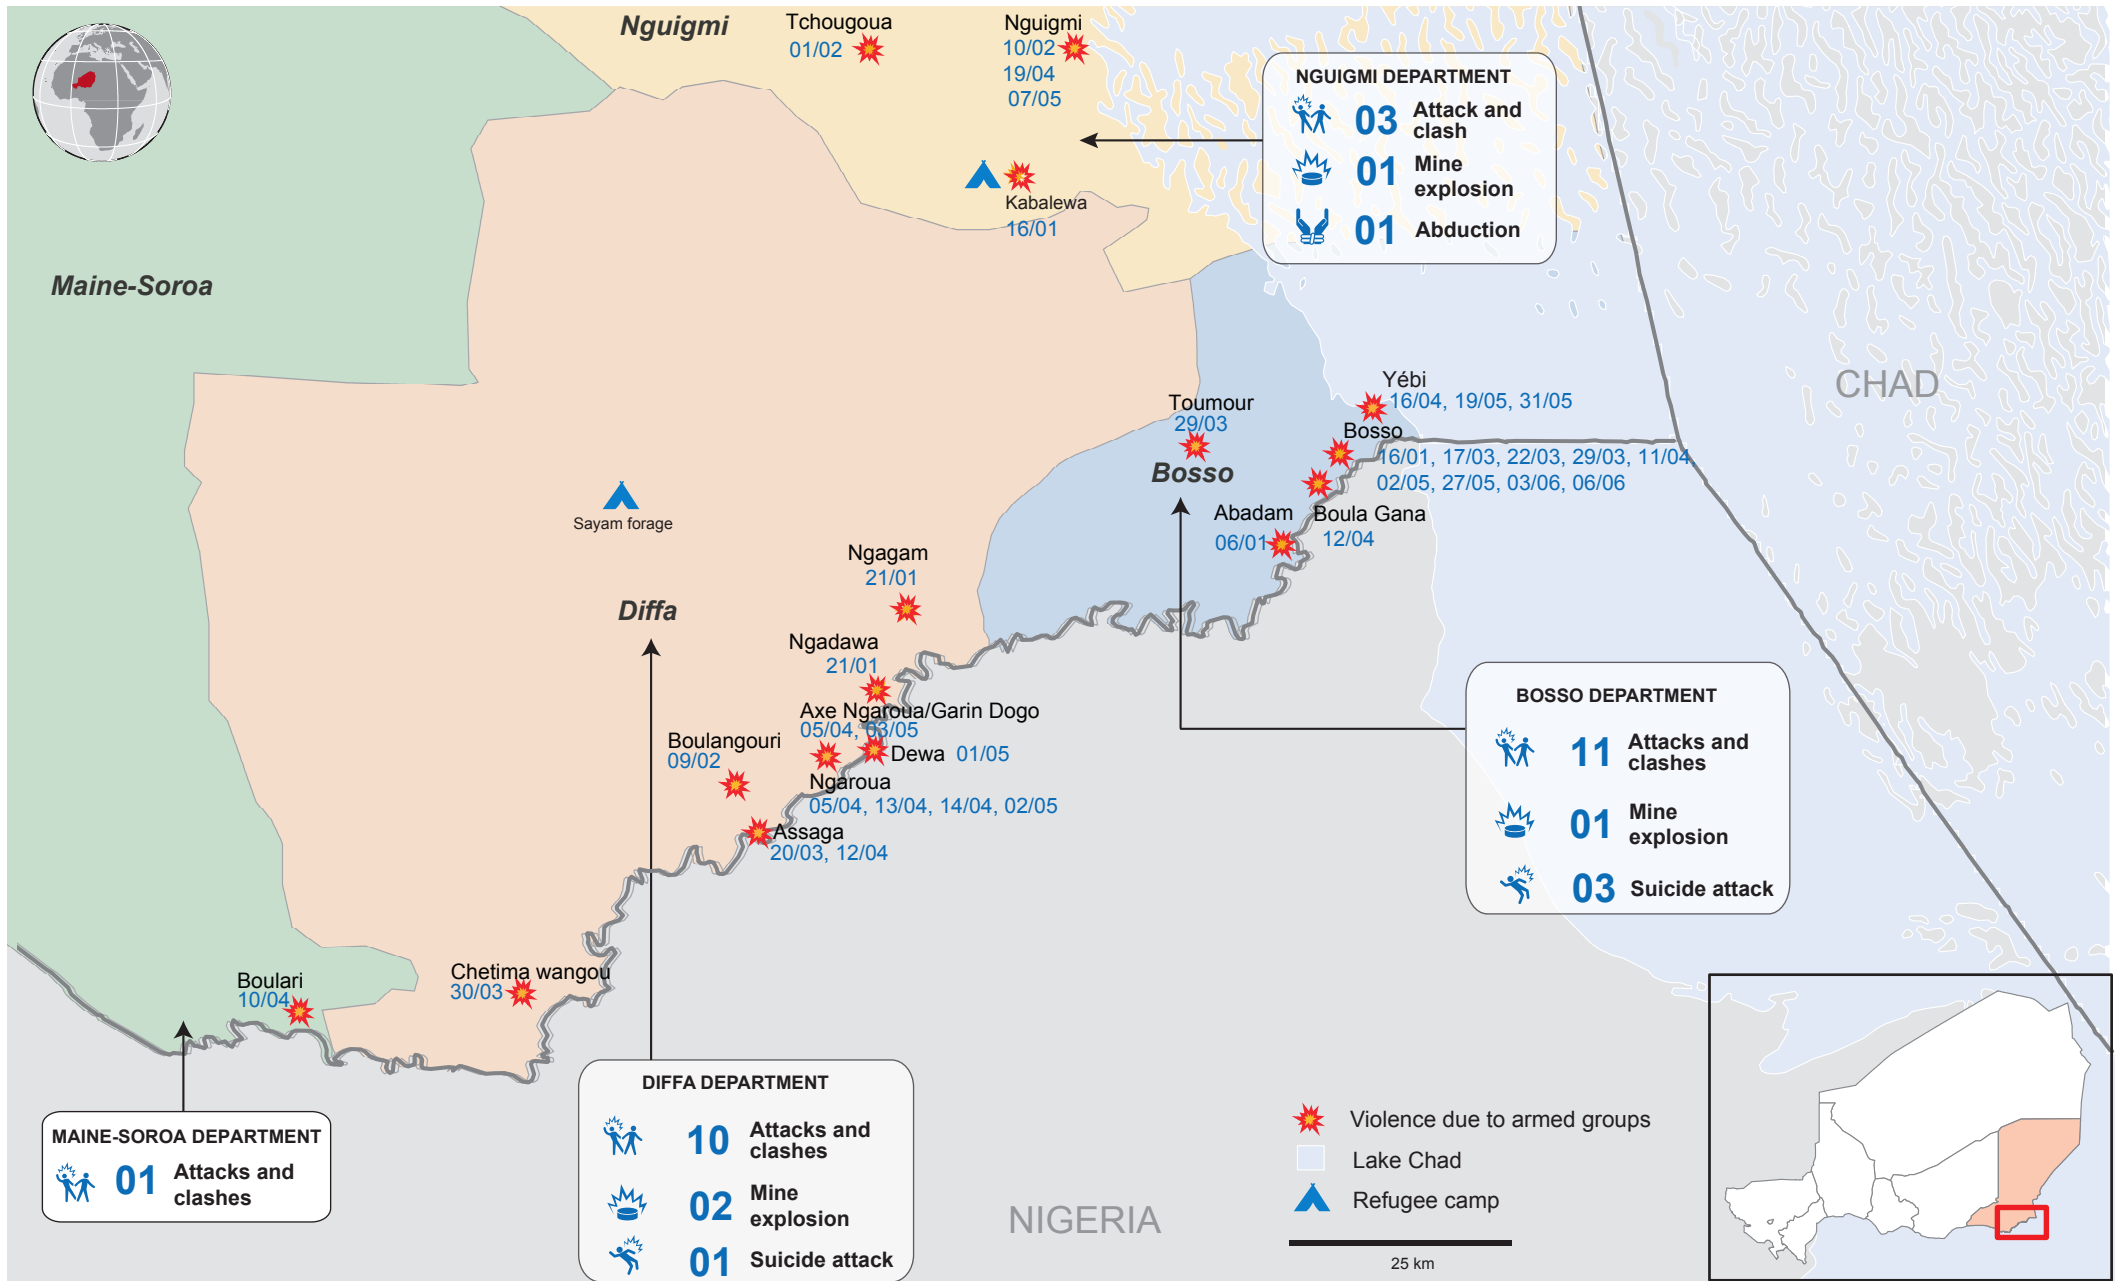 Nguigmi
Tchougoua
01/02
Nguigmi
10/02
19/04
07/05
NGUIGMI DEPARTMENT
03 Attack and
clash
01 Mine
explosion
01 Abduction
Kabalewa
16/01
Maine-Soroa
CHAD
Yébi
16/04, 19/05, 31/05
Toumour
29/03
Bosso
16/01, 17/03, 22/03, 29/03, 11/04,
02/05, 27/05, 03/06, 06/06
Bosso
Abadam
06/01
Boula Gana
12/04
Sayam forage
Ngagam
21/01
Diffa
Ngadawa
21/01
Axe Ngaroua/Garin Dogo
05/04, 03/05
Boulangouri
09/02
Dewa 01/05
Ngaroua
05/04, 13/04, 14/04, 02/05
Assaga
20/03, 12/04
BOSSO DEPARTMENT
11 Attacks and
clashes
01 Mine
explosion
03 Suicide attack
Boulari
10/04
Chetima wangou
30/03
MAINE-SOROA DEPARTMENT
01 Attacks and
clashes
DIFFA DEPARTMENT
10 Attacks and
clashes
02 Mine
explosion
01 Suicide attack
NIGERIA
Violence due to armed groups
Lake Chad
Refugee camp
25 km